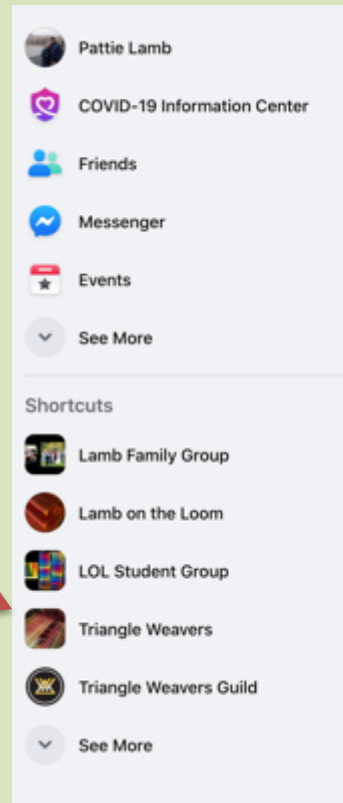 Pattie Lamb
COVID-19 Information Center
Friends
Messenger
Events
See More
Shortcuts
Lamb Family Group
Lamb on the Loom
LOL Student Group
Triangle Weavers
Triangle Weavers Guild
See More